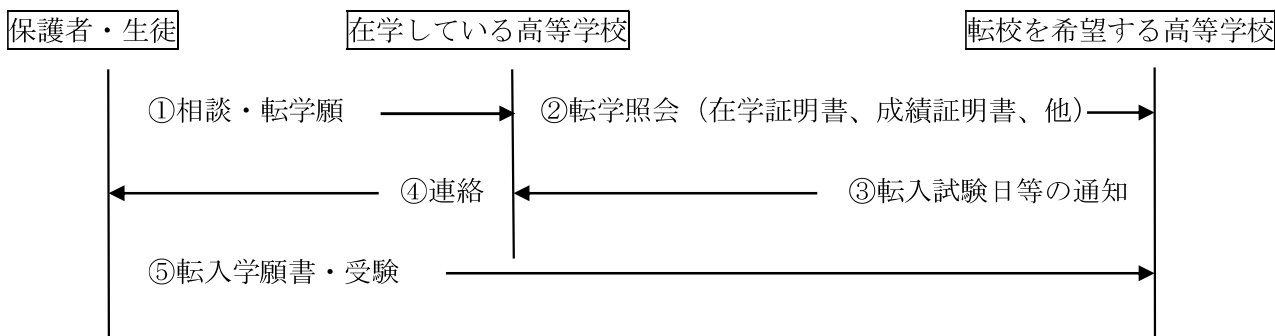 保護者・生徒
在学している高等学校
転校を希望する高等学校
①相談・転学願
②転学照会（在学証明書、成績証明書、他）
④連絡
③転入試験日等の通知
⑤転入学願書・受験